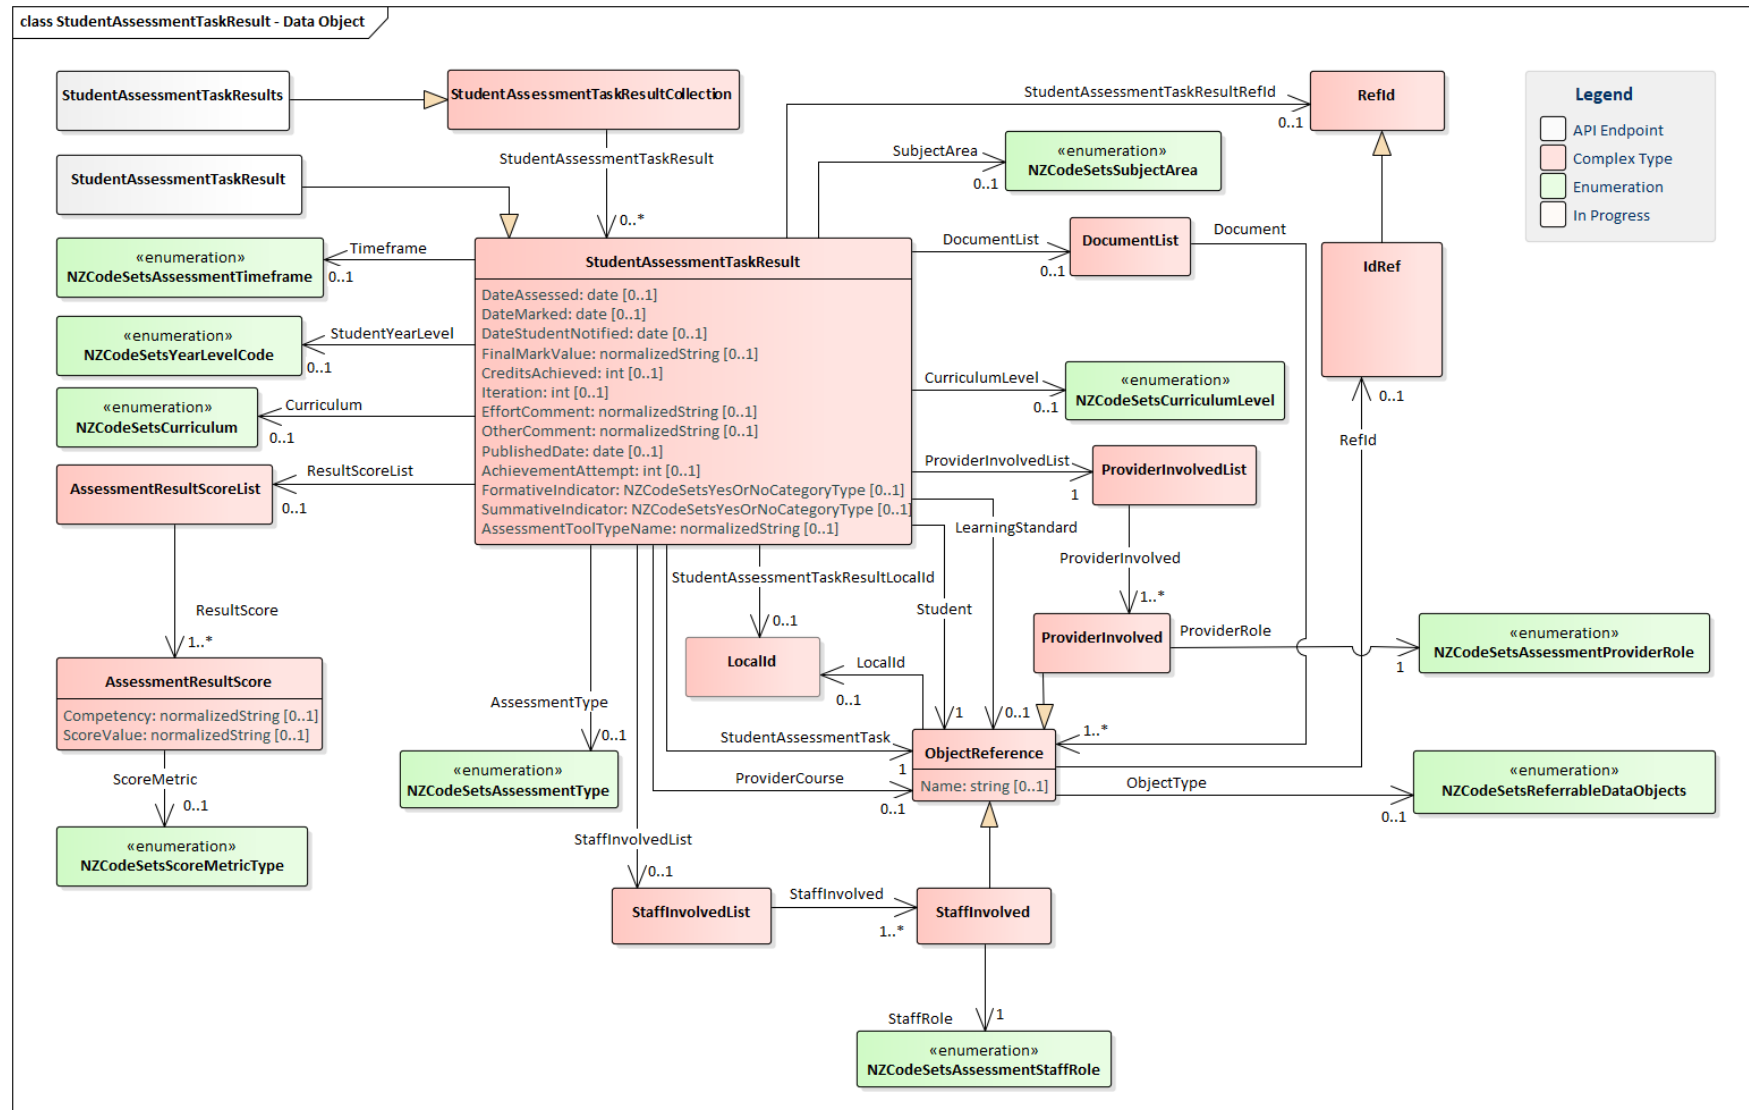 class StudentAssessmentTaskResult - Data Object
StudentAssessmentTaskResults
StudentAssessmentTaskResultCollection
StudentAssessmentTaskResultRefId
0..1
RefId
Legend
API Endpoint
Complex Type
Enumeration
In Progress
StudentAssessmentTaskResult
SubjectArea
0..1
«enumeration»
NZCodeSetsSubjectArea
StudentAssessmentTaskResult
0..*
DocumentList
0..1
DocumentList
Document
IdRef
Timeframe
0..1
«enumeration»
NZCodeSetsAssessmentTimeframe
StudentAssessmentTaskResult
DateAssessed: date [0..1]
DateMarked: date [0..1]
DateStudentNotified: date [0..1]
FinalMarkValue: normalizedString [0..1]
CreditsAchieved: int [0..1]
Iteration: int [0..1]
EffortComment: normalizedString [0..1]
OtherComment: normalizedString [0..1]
PublishedDate: date [0..1]
AchievementAttempt: int [0..1]
FormativeIndicator: NZCodeSetsYesOrNoCategoryType [0..1]
SummativeIndicator: NZCodeSetsYesOrNoCategoryType [0..1]
AssessmentToolTypeName: normalizedString [0..1]
StudentYearLevel
0..1
«enumeration»
NZCodeSetsYearLevelCode
Curriculum
0..1
«enumeration»
NZCodeSetsCurriculum
CurriculumLevel
0..1
«enumeration»
NZCodeSetsCurriculumLevel
0..1
RefId
ResultScoreList
0..1
AssessmentResultScoreList
ProviderInvolvedList
1
ProviderInvolvedList
LearningStandard
0..1
ProviderInvolved
1..*
StudentAssessmentTaskResultLocalId
0..1
Student
1
ResultScore
1..*
LocalId
LocalId
0..1
ProviderInvolved
ProviderRole
1
«enumeration»
NZCodeSetsAssessmentProviderRole
AssessmentResultScore
Competency: normalizedString [0..1]
ScoreValue: normalizedString [0..1]
AssessmentType
0..1
«enumeration»
NZCodeSetsAssessmentType
StudentAssessmentTask
1
ProviderCourse
0..1
ObjectReference
Name: string [0..1]
1..*
ObjectType
0..1
«enumeration»
NZCodeSetsReferrableDataObjects
ScoreMetric
0..1
«enumeration»
NZCodeSetsScoreMetricType
StaffInvolvedList
0..1
StaffInvolvedList
StaffInvolved
1..*
StaffInvolved
StaffRole
1
«enumeration»
NZCodeSetsAssessmentStaffRole